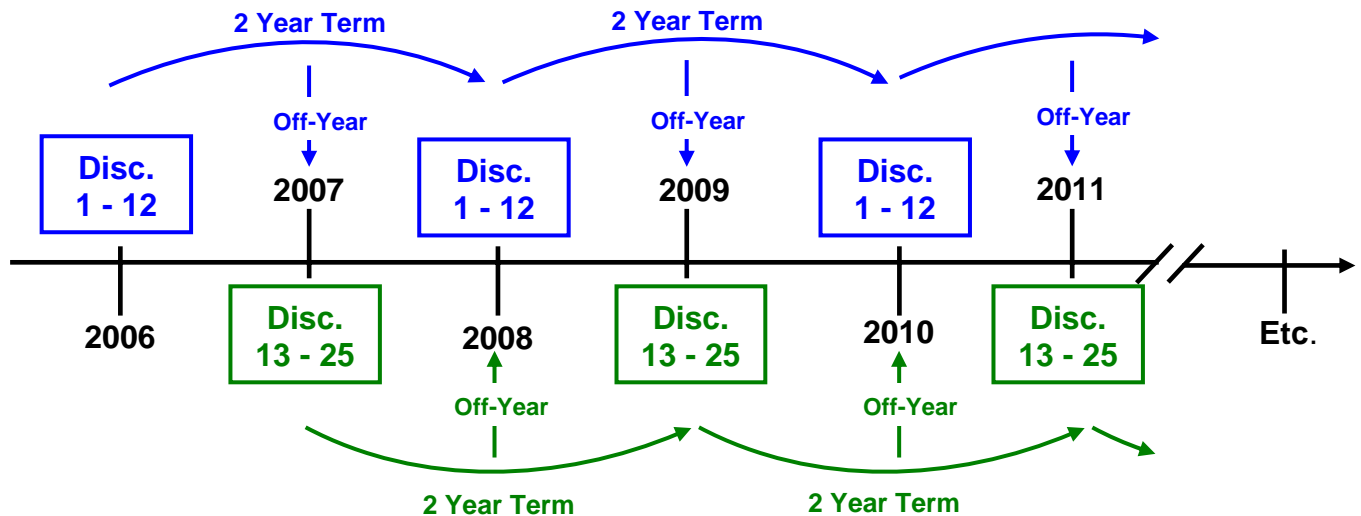 2 Year Term
2 Year Term
Off-Year
Off-Year
Off-Year
Disc.
1 - 12
2007
Disc.
1 - 12
2009
Disc.
1 - 12
2011
2006
Disc.
13 - 25
2008
Disc.
13 - 25
2010
Disc.
13 - 25
Etc.
Off-Year
Off-Year
2 Year Term
2 Year Term